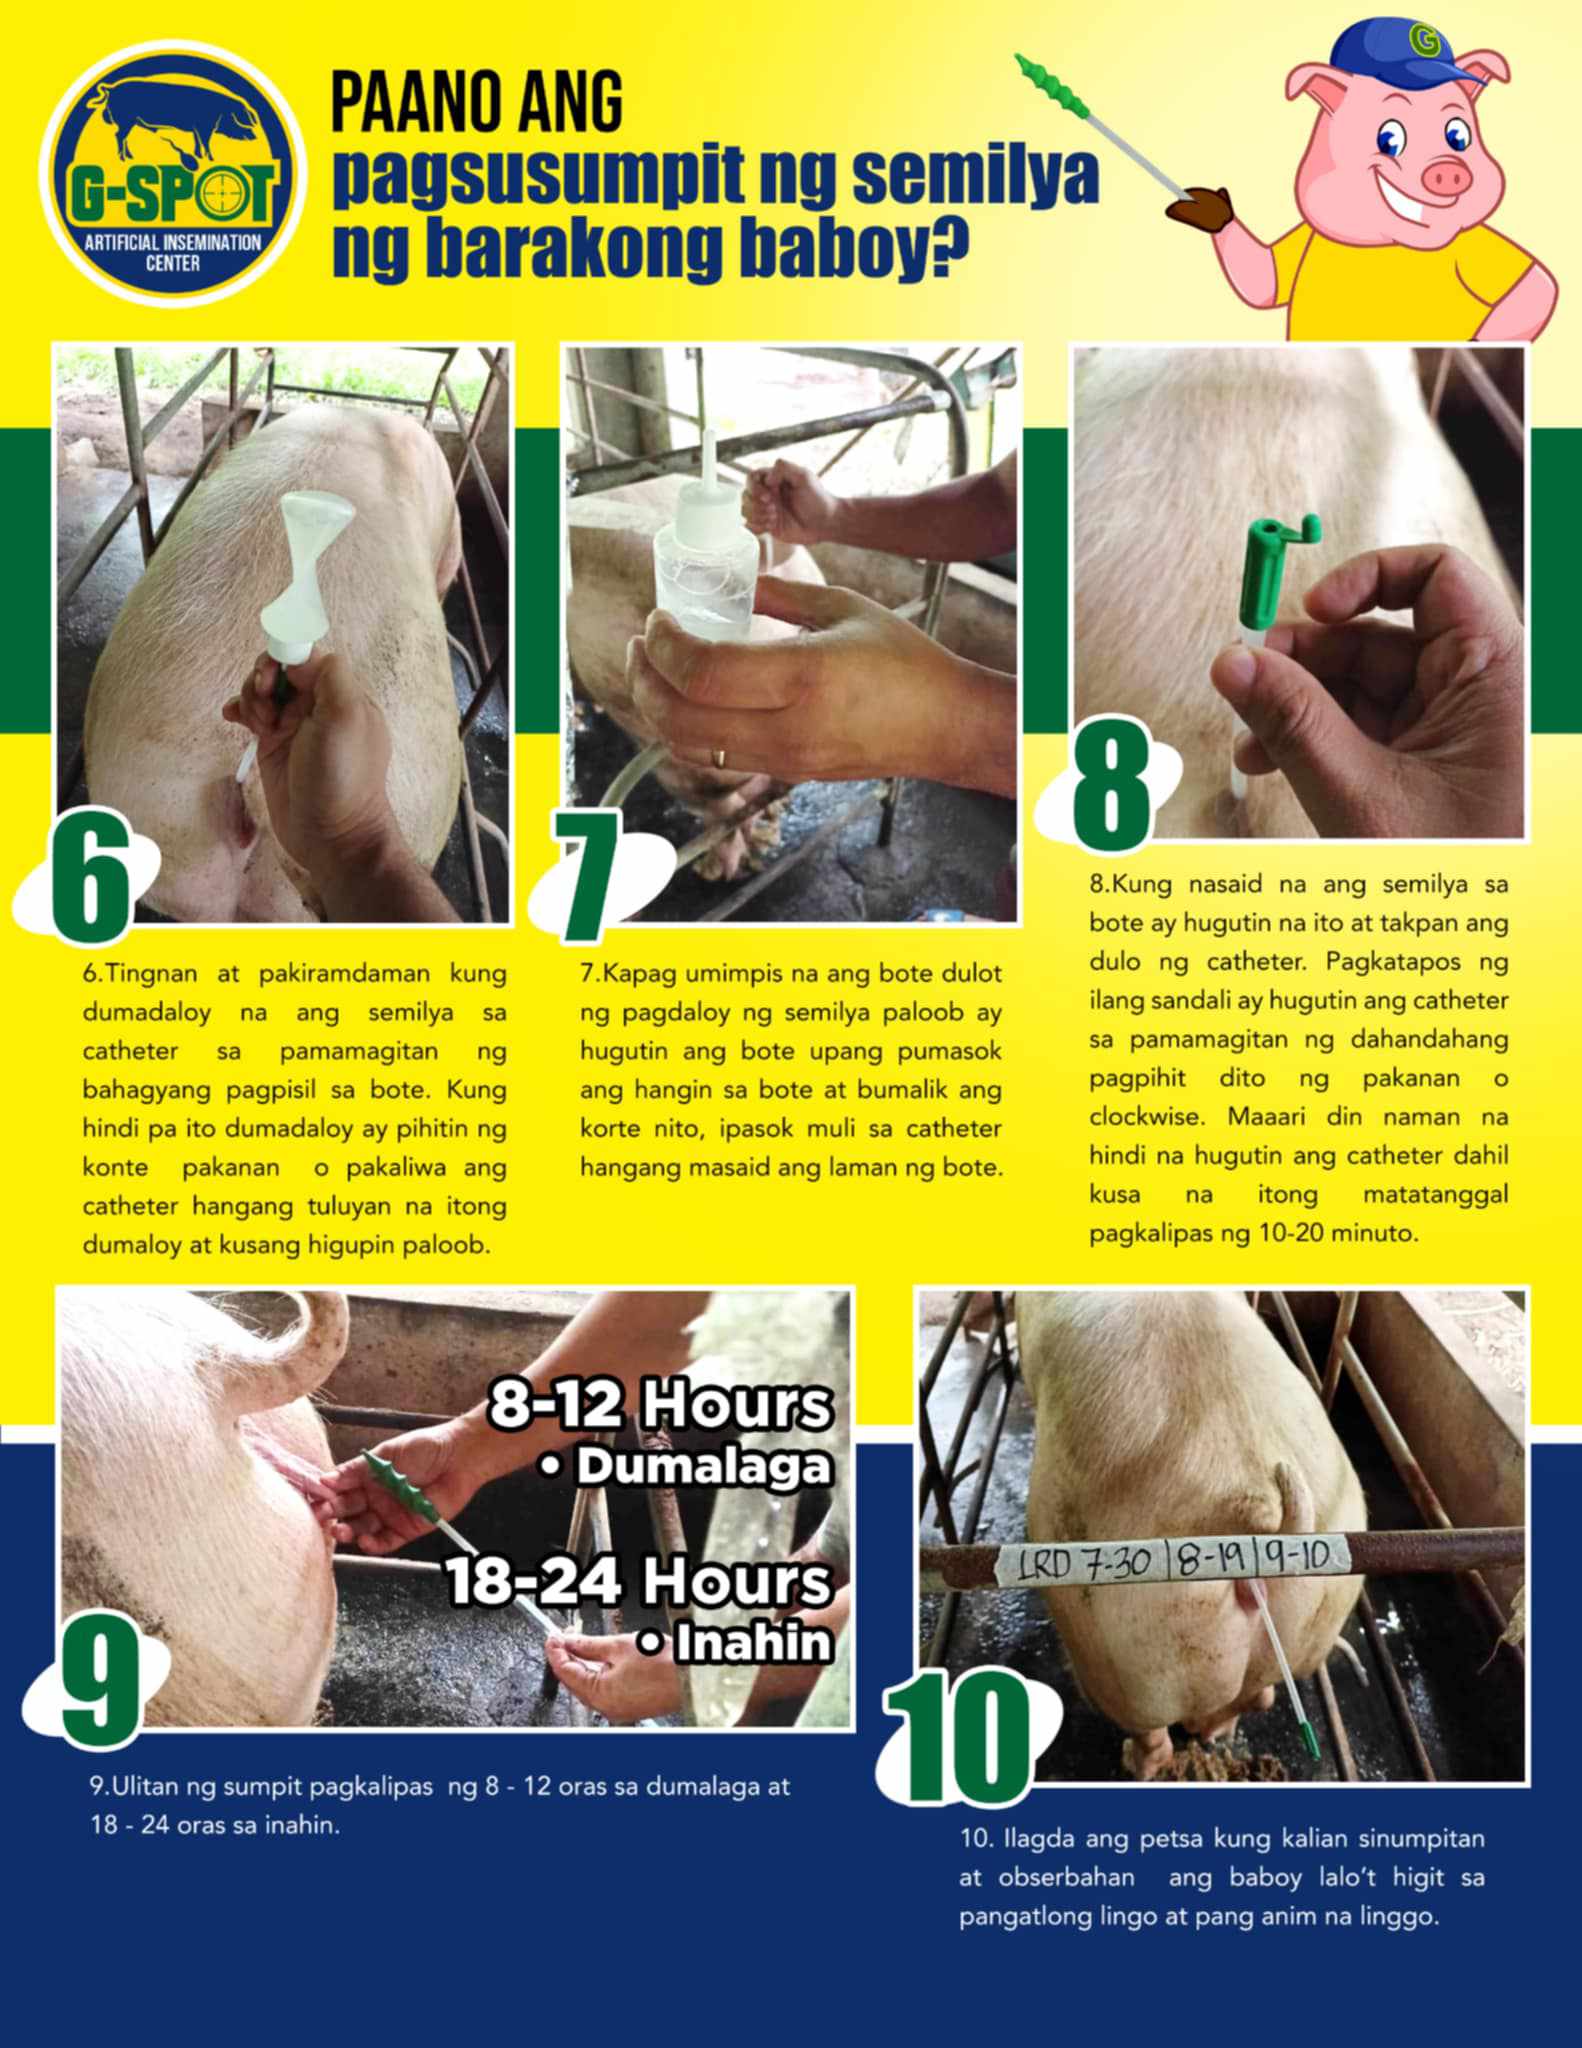 G
G-SPOT
ARTIFICIAL INSEMINATION
CENTER
PAANO ANG
pagsusumpit ng semilya
ng barakong baboy?
6
6.Tingnan at pakiramdaman kung
dumadaloy na ang semilya sa
catheter sa pamamagitan ng
bahagyang pagpisil sa bote. Kung
hindi pa ito dumadaloy ay pihitin ng
konte pakanan o pakaliwa ang
catheter hangang tuluyan na itong
dumaloy at kusang higupin paloob.
7
7.Kapag umimpis na ang bote dulot
ng pagdaloy ng semilya paloob ay
hugutin ang bote upang pumasok
ang hangin sa bote at bumalik ang
korte nito, ipasok muli sa catheter
hangang masaid ang laman ng bote.
8
8.Kung nasaid na ang semilya sa
bote ay hugutin na ito at takpan ang
dulo ng catheter. Pagkatapos ng
ilang sandali ay hugutin ang catheter
sa pamamagitan ng dahandahang
pagpihit dito ng pakanan o
clockwise. Maaari din naman na
hindi na hugutin ang catheter dahil
kusa na itong matatanggal
pagkalipas ng 10-20 minuto.
8-12 Hours
• Dumalaga
18-24 Hours
• Inahin
9
9.Ulitan ng sumpit pagkalipas ng 8 - 12 oras sa dumalaga at
18 - 24 oras sa inahin.
LRD 7-30 | 8-19 | 9-10
10
10. Ilagda ang petsa kung kalian sinumpitan
at obserbahan ang baboy lalo't higit sa
pangatlong lingo at pang anim na linggo.